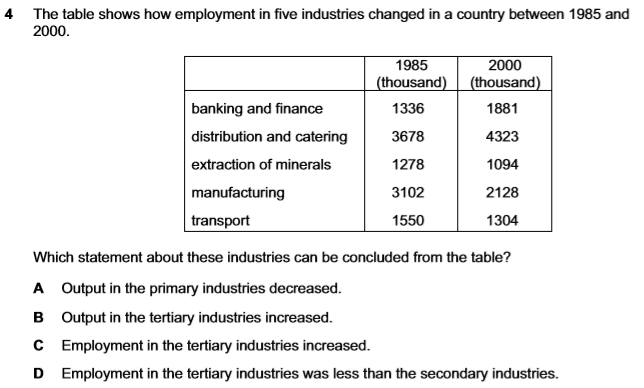 4 The table shows how employment in five industries changed in a country between 1985 and
2000.
1985 2000
(thousand) (thousand)
banking and finance 1336 1881
distribution and catering 3678 4323
extraction of minerals 1278 1094
manufacturing 3102 2128
transport 1550 1304
Which statement about these industries can be concluded from the table?
A Output in the primary industries decreased.
B Output in the tertiary industries increased.
C Employment in the tertiary industries increased.
D Employment in the tertiary industries was less than the secondary industries.